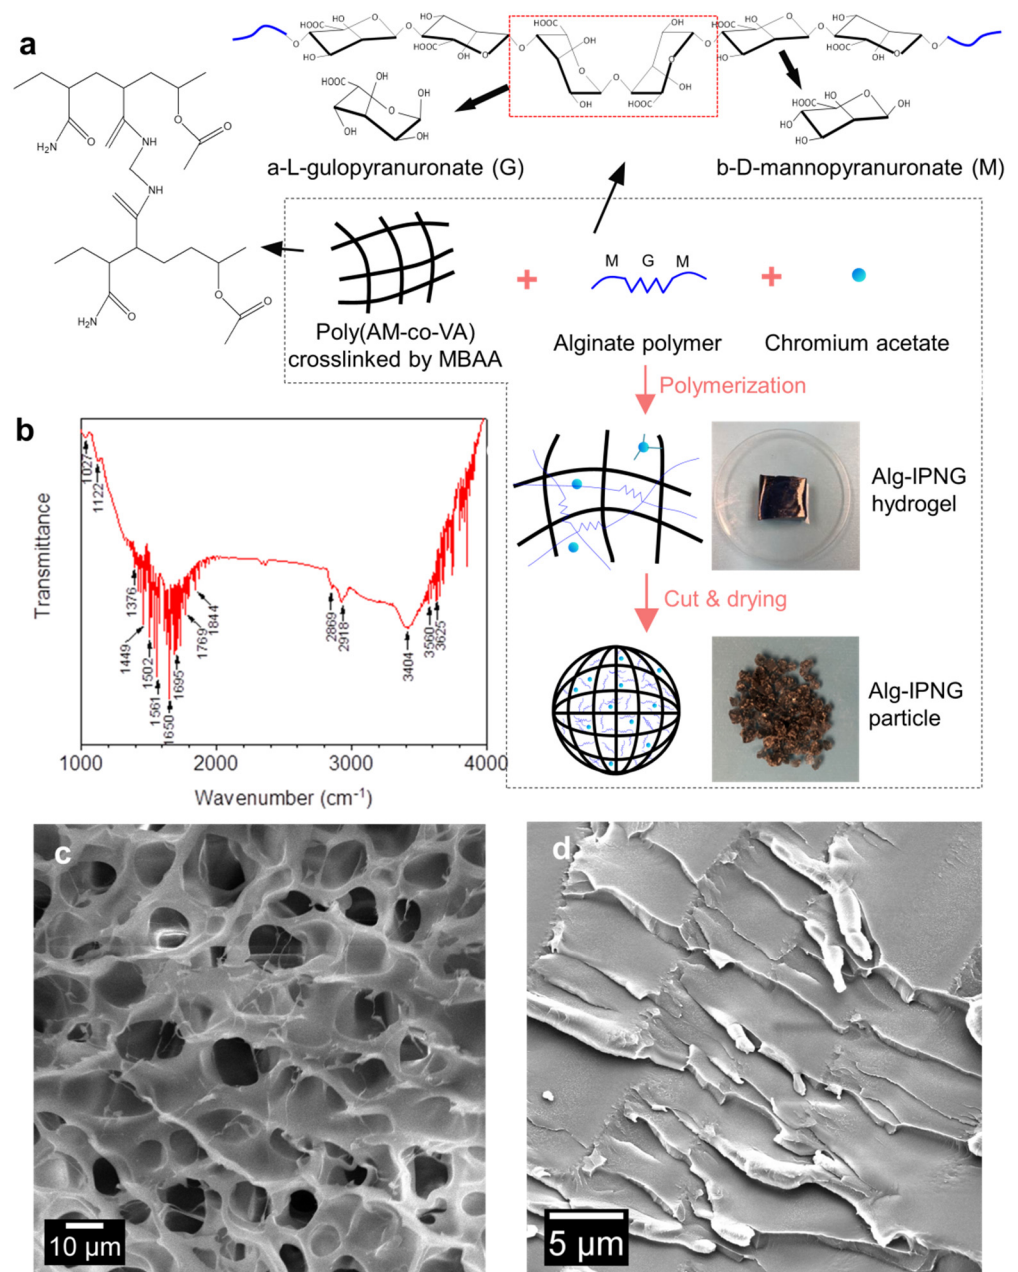 a
HOOC
HO
O
OH
O
HO
HOOC
OH
O
O
HOOC
OH
O
OH
O
OH
HOOC
O
OH
O
HOOC
HO
O
OH
O
HO
HOOC
OH
O
O
HOOC
OH
O
OH
OH
OH
HOOC
HO
HO
O
OH
H₂N
O
NH
O
O
NH
H₂N
O
O
O
a-L-gulopyranuronate (G)
b-D-mannopyranuronate (M)
M G M
+
+
Poly(AM-co-VA)
crosslinked by MBAA
Alginate polymer
Chromium acetate
Polymerization
Alg-IPNG
hydrogel
Cut & drying
Alg-IPNG
particle
b
Transmittance
1027
1122
1376
1449
1502
1561
1650
1695
1769
1844
2869
2918
3404
3560
3625
1000 2000 3000 4000
Wavenumber (cm⁻¹)
c
10 µm
d
5 µm